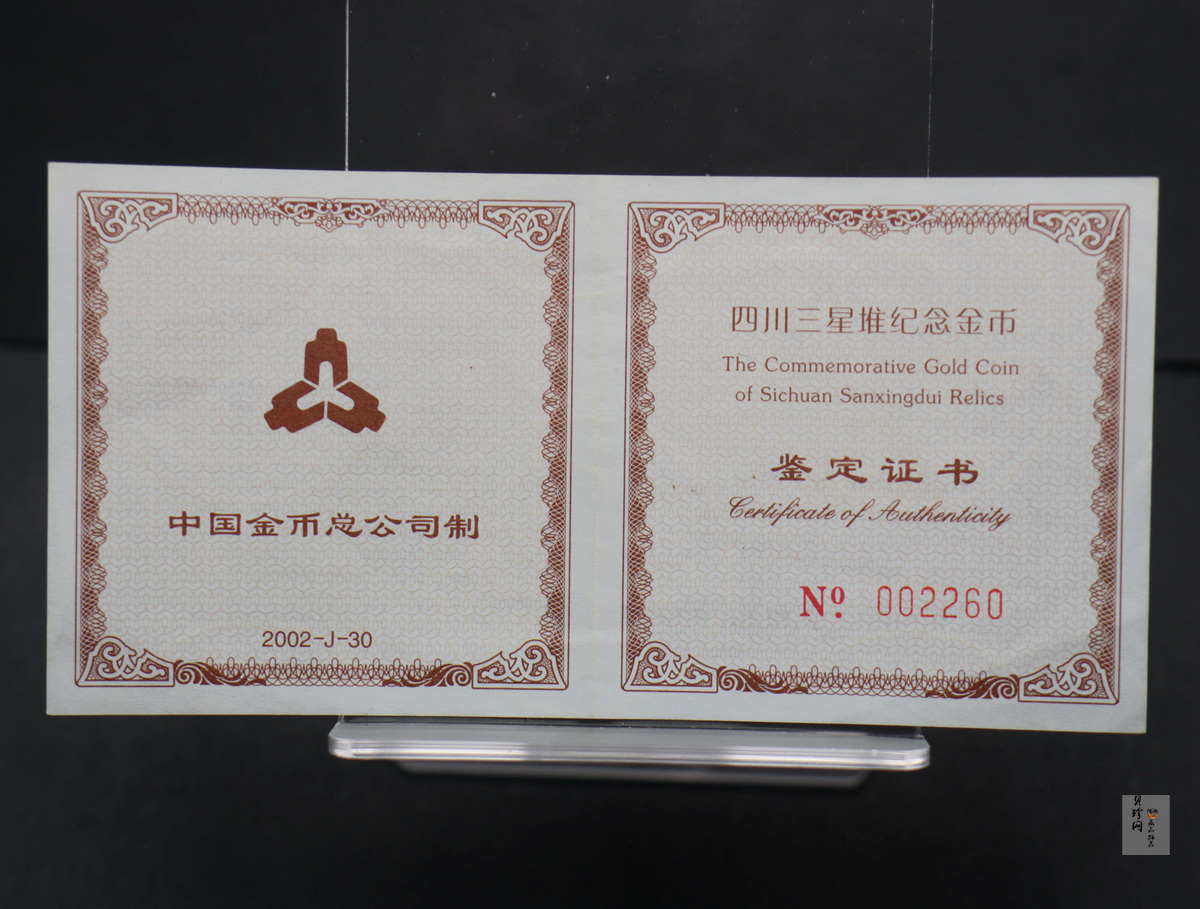 中国金币总公司制
2002-J-30
四川三星堆纪念金币
The Commemorative Gold Coin
of Sichuan Sanxingdui Relics
鉴定证书
Certificate of Authenticity
Nº 002260